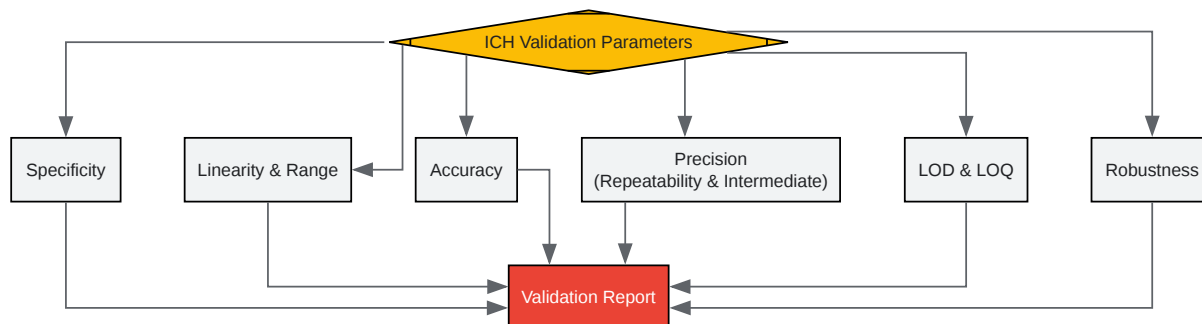 ICH Validation Parameters
Specificity
Linearity & Range
Accuracy
Precision
(Repeatability & Intermediate)
LOD & LOQ
Robustness
Validation Report